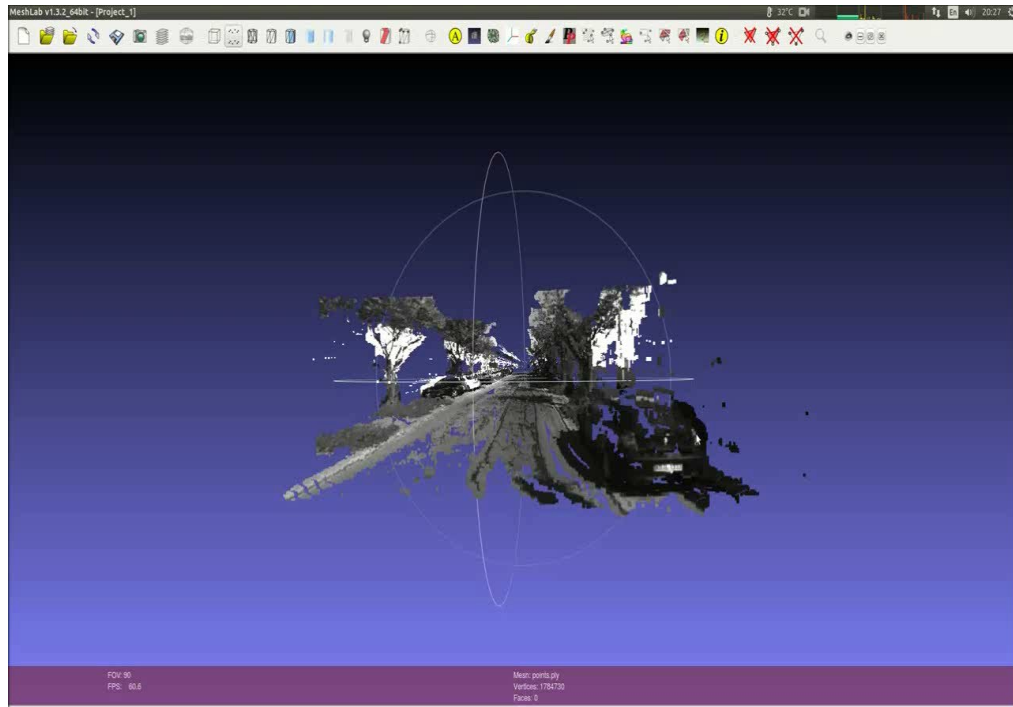 MeshLab v1.3.2_64bit - [Project_1]
32°C
En
20:27
FOV: 90
FPS: 60.6
Mesh: points.ply
Vertices: 1784730
Faces: 0